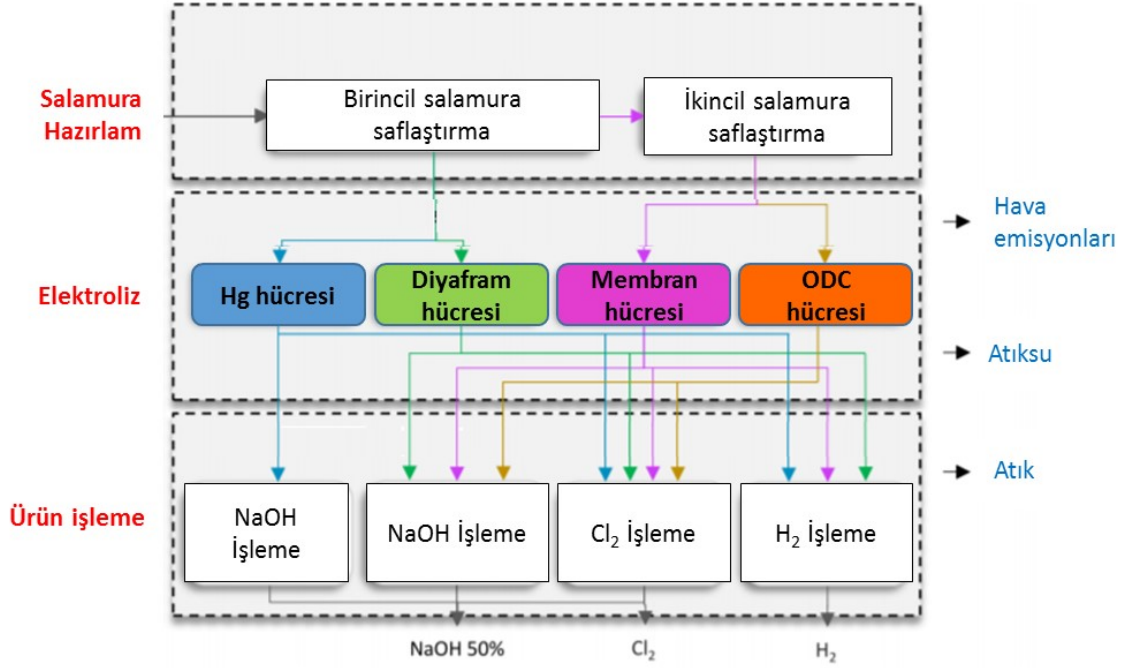 Salamura
Hazırlam
Birincil salamura
saflaştırma
İkincil salamura
saflaştırma
Hava
emisyonları
Elektroliz
Hg hücresi
Diyafram
hücresi
Membran
hücresi
ODC
hücresi
Atıksu
Atık
Ürün işleme
NaOH
İşleme
NaOH İşleme
Cl₂ İşleme
H₂ İşleme
NaOH 50%
Cl₂
H₂